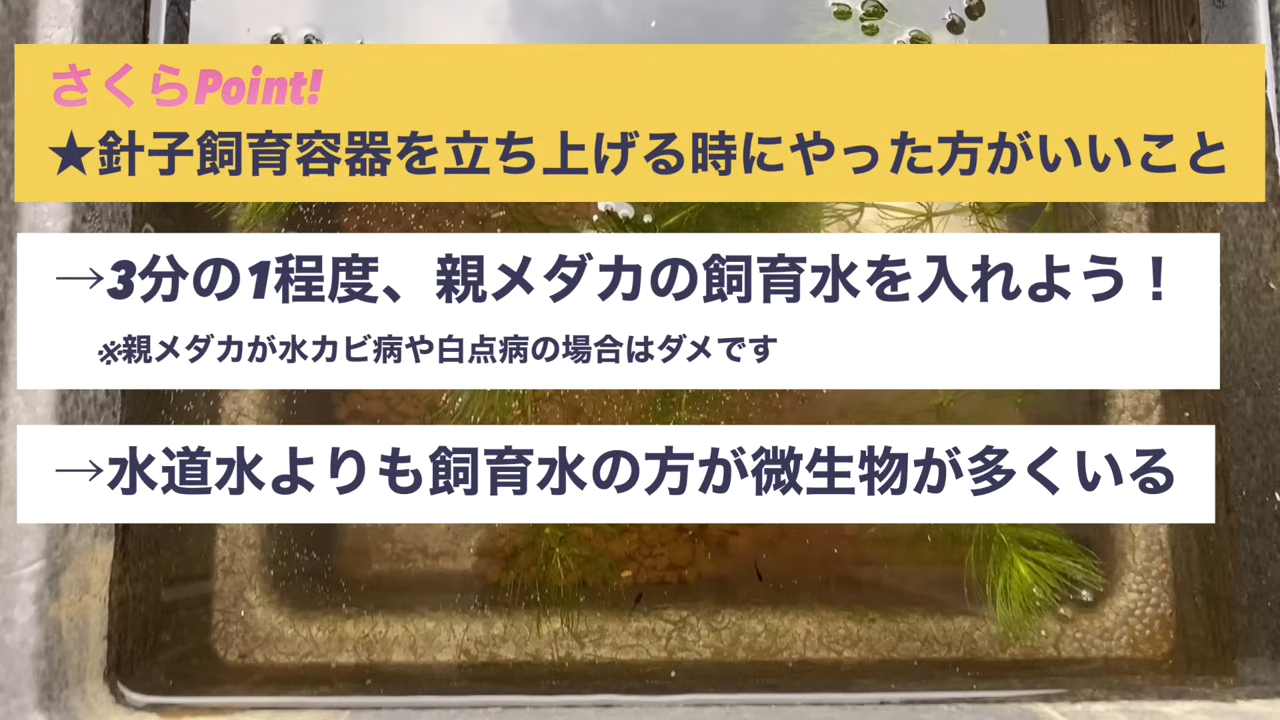 さくらPoint!
★針子飼育容器を立ち上げる時にやった方がいいこと
→3分の1程度、親メダカの飼育水を入れよう！
※親メダカが水カビ病や白点病の場合はダメです
→水道水よりも飼育水の方が微生物が多くいる